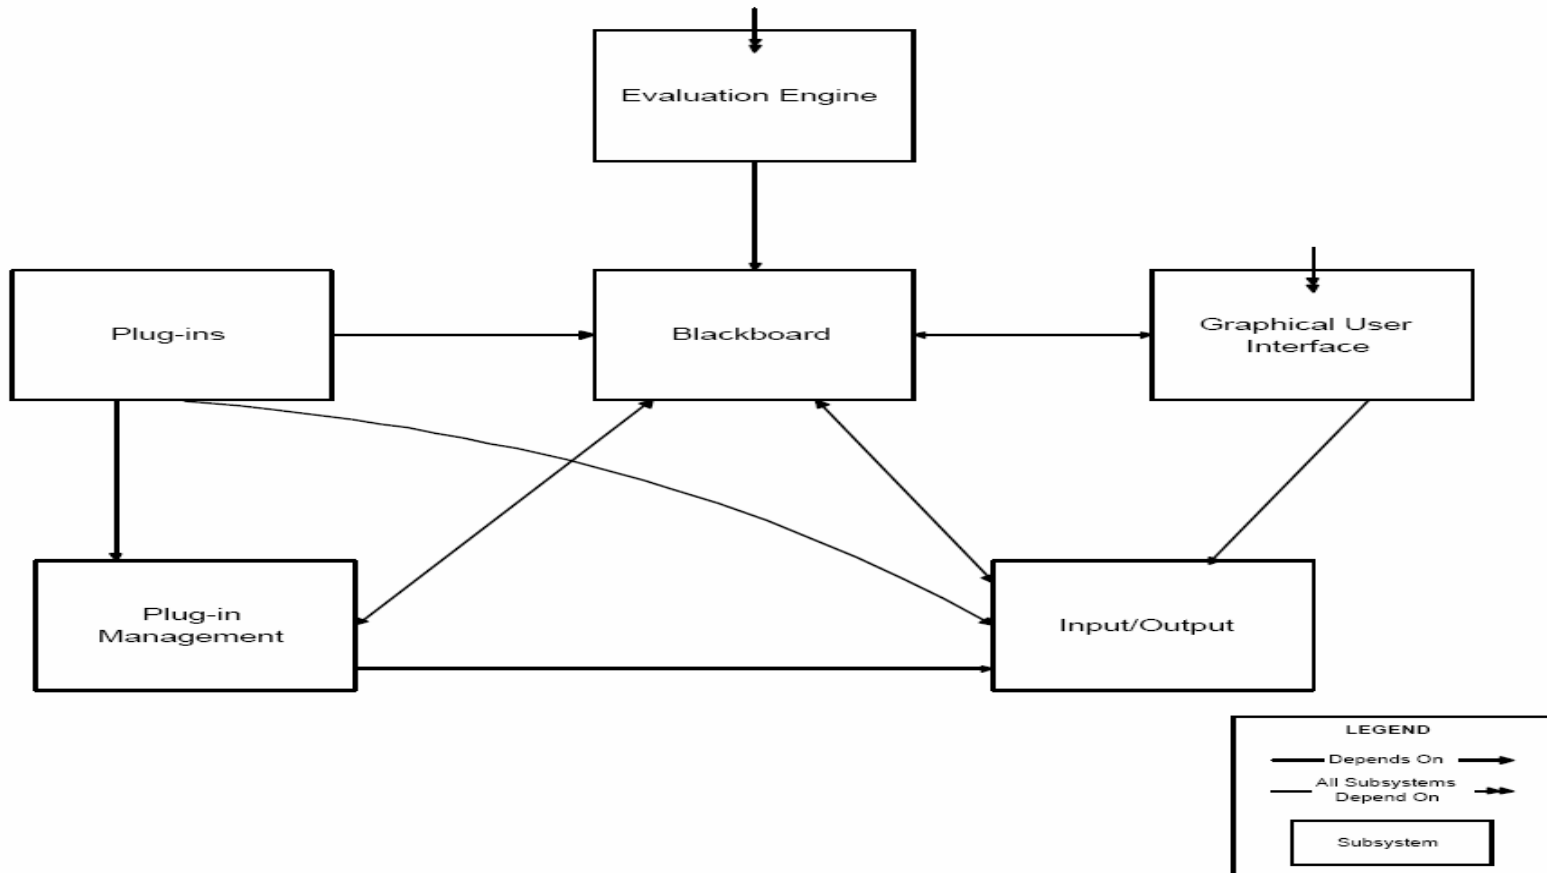 Evaluation Engine
Plug-ins
Blackboard
Graphical User
Interface
Plug-in
Management
Input/Output
LEGEND
Depends On
All Subsystems
Depend On
Subsystem